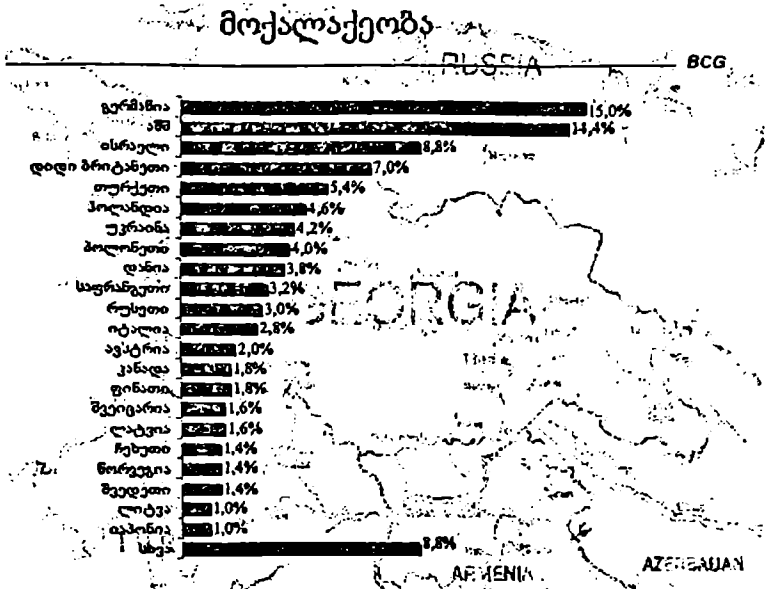 მოქალაქეობა
RUSSIA
BCG
გერმანია 15,0%
აშშ 14,4%
ისრაელი 8,8%
დიდი ბრიტანეთი 7,0%
თურქეთი 5,4%
ჰოლანდია 4,6%
უკრაინა 4,2%
პოლონეთი 4,0%
დანია 3,8%
საფრანგეთი 3,2%
რუსეთი 3,0%
იტალია 2,8%
ავსტრია 2,0%
კანადა 1,8%
ფინეთი 1,8%
შვეიცარია 1,6%
ლატვია 1,6%
ჩეხეთი 1,4%
ნორვეგია 1,4%
შვედეთი 1,4%
ლიტვა 1,0%
იაპონია 1,0%
სხვა 8,8%
GEORGIA
ARMENIA
AZERBAIJAN